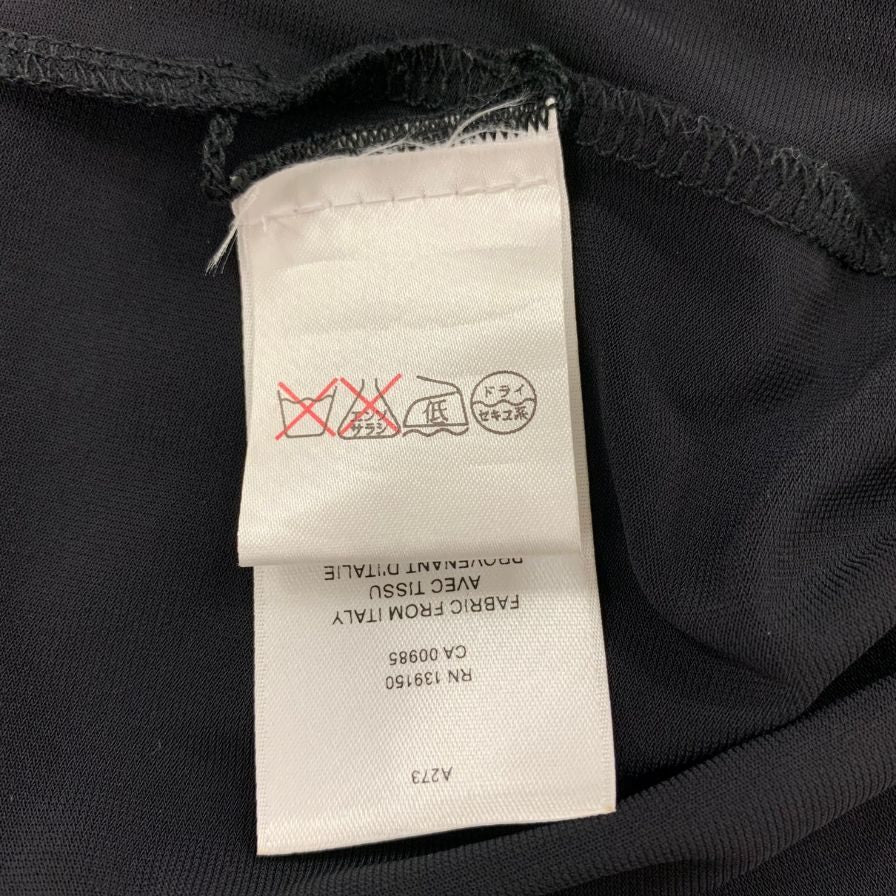 エンソ
サラシ
低
ドライ
セキユ系
A273
RN 139150
CA 00985
FABRIC FROM ITALY
AVEC TISSU
PROVENANT D'ITALIE